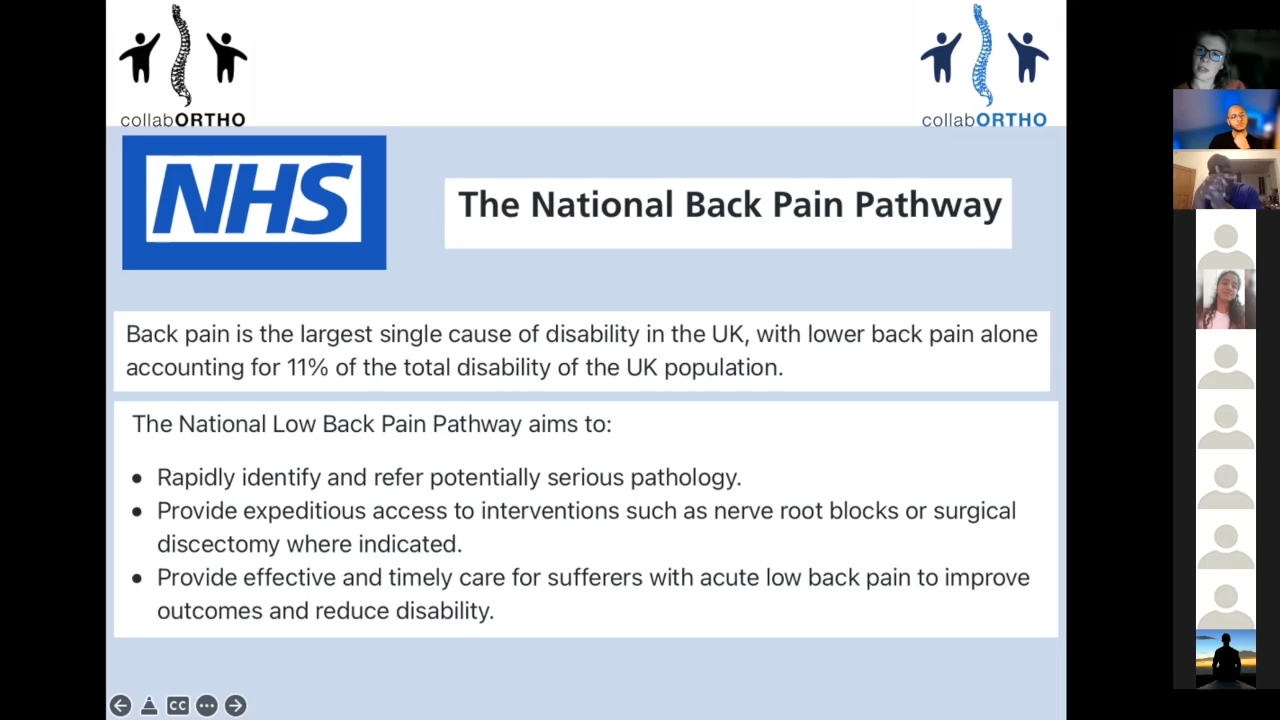 collabORTHO
collabORTHO
NHS
The National Back Pain Pathway
Back pain is the largest single cause of disability in the UK, with lower back pain alone
accounting for 11% of the total disability of the UK population.
The National Low Back Pain Pathway aims to:
• Rapidly identify and refer potentially serious pathology.
• Provide expeditious access to interventions such as nerve root blocks or surgical
discectomy where indicated.
• Provide effective and timely care for sufferers with acute low back pain to improve
outcomes and reduce disability.
CC